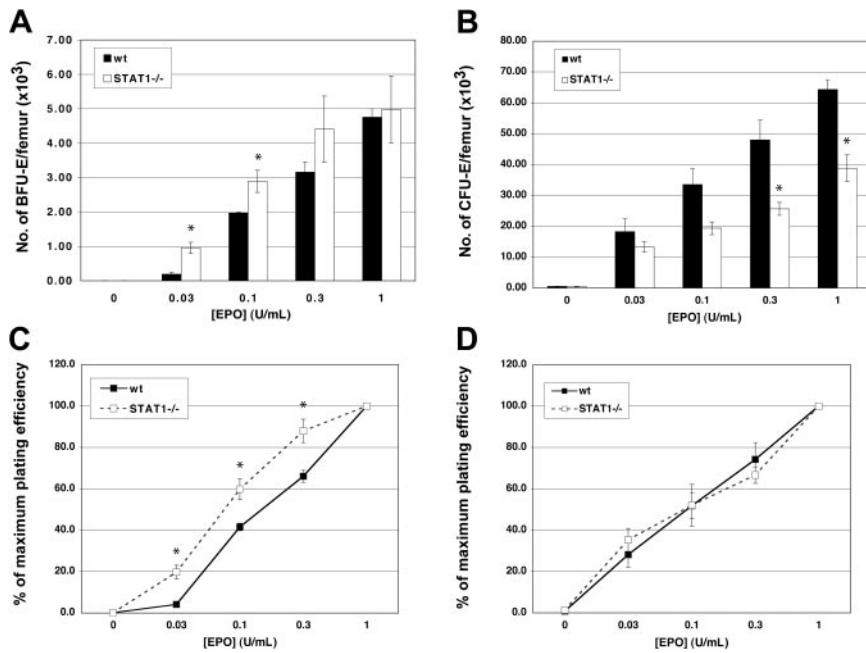 A
No. of BFU-E/femur (x10³)
7.00
6.00
5.00
4.00
3.00
2.00
1.00
0.00
wt
STAT1-/-
*
*
0 0.03 0.1 0.3 1
[EPO] (U/mL)
B
No. of CFU-E/femur (x10³)
80.00
70.00
60.00
50.00
40.00
30.00
20.00
10.00
0.00
wt
STAT1-/-
*
*
0 0.03 0.1 0.3 1
[EPO] (U/mL)
C
% of maximum plating efficiency
120.0
100.0
80.0
60.0
40.0
20.0
0.0
wt
STAT1-/-
*
*
*
0 0.03 0.1 0.3 1
[EPO] (U/mL)
D
% of maximum plating efficiency
120.0
100.0
80.0
60.0
40.0
20.0
0.0
wt
STAT1-/-
0 0.03 0.1 0.3 1
[EPO] (U/mL)